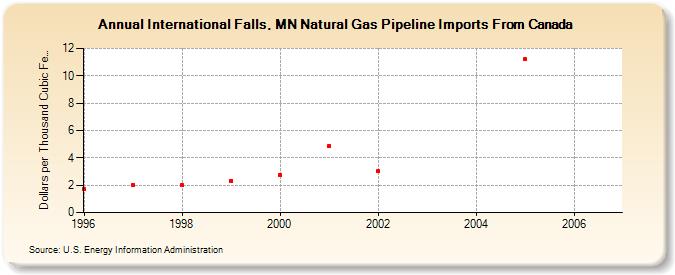 Annual International Falls, MN Natural Gas Pipeline Imports From Canada
Dollars per Thousand Cubic Fe...
12
10
8
6
4
2
0
1996 1998 2000 2002 2004 2006
Source: U.S. Energy Information Administration